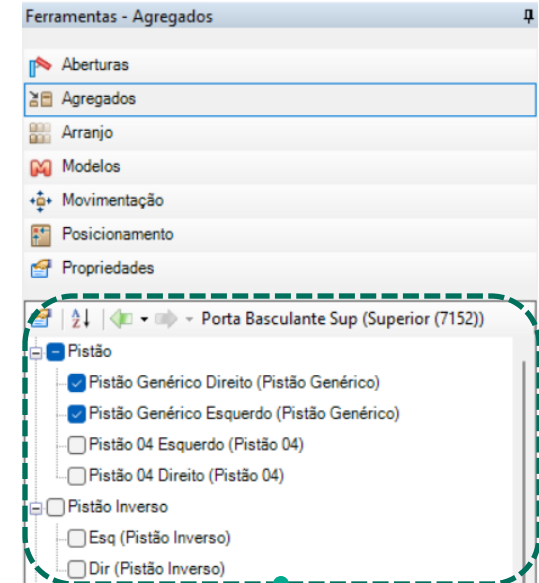 Ferramentas - Agregados
Aberturas
Agregados
Arranjo
Modelos
Movimentação
Posicionamento
Propriedades
Porta Basculante Sup (Superior (7152))
Pistão
Pistão Genérico Direito (Pistão Genérico)
Pistão Genérico Esquerdo (Pistão Genérico)
Pistão 04 Esquerdo (Pistão 04)
Pistão 04 Direito (Pistão 04)
Pistão Inverso
Esq (Pistão Inverso)
Dir (Pistão Inverso)